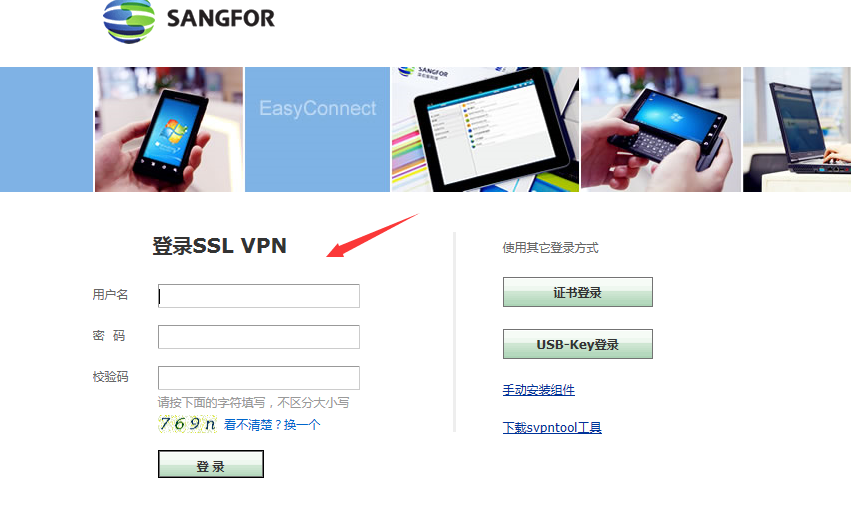 SANGFOR
EasyConnect
SANGFOR
登录SSL VPN
用户名
密 码
校验码
请按下面的字符填写，不区分大小写
769n 看不清楚？换一个
登 录
使用其它登录方式
证书登录
USB-Key登录
手动安装组件
下载svpntool工具